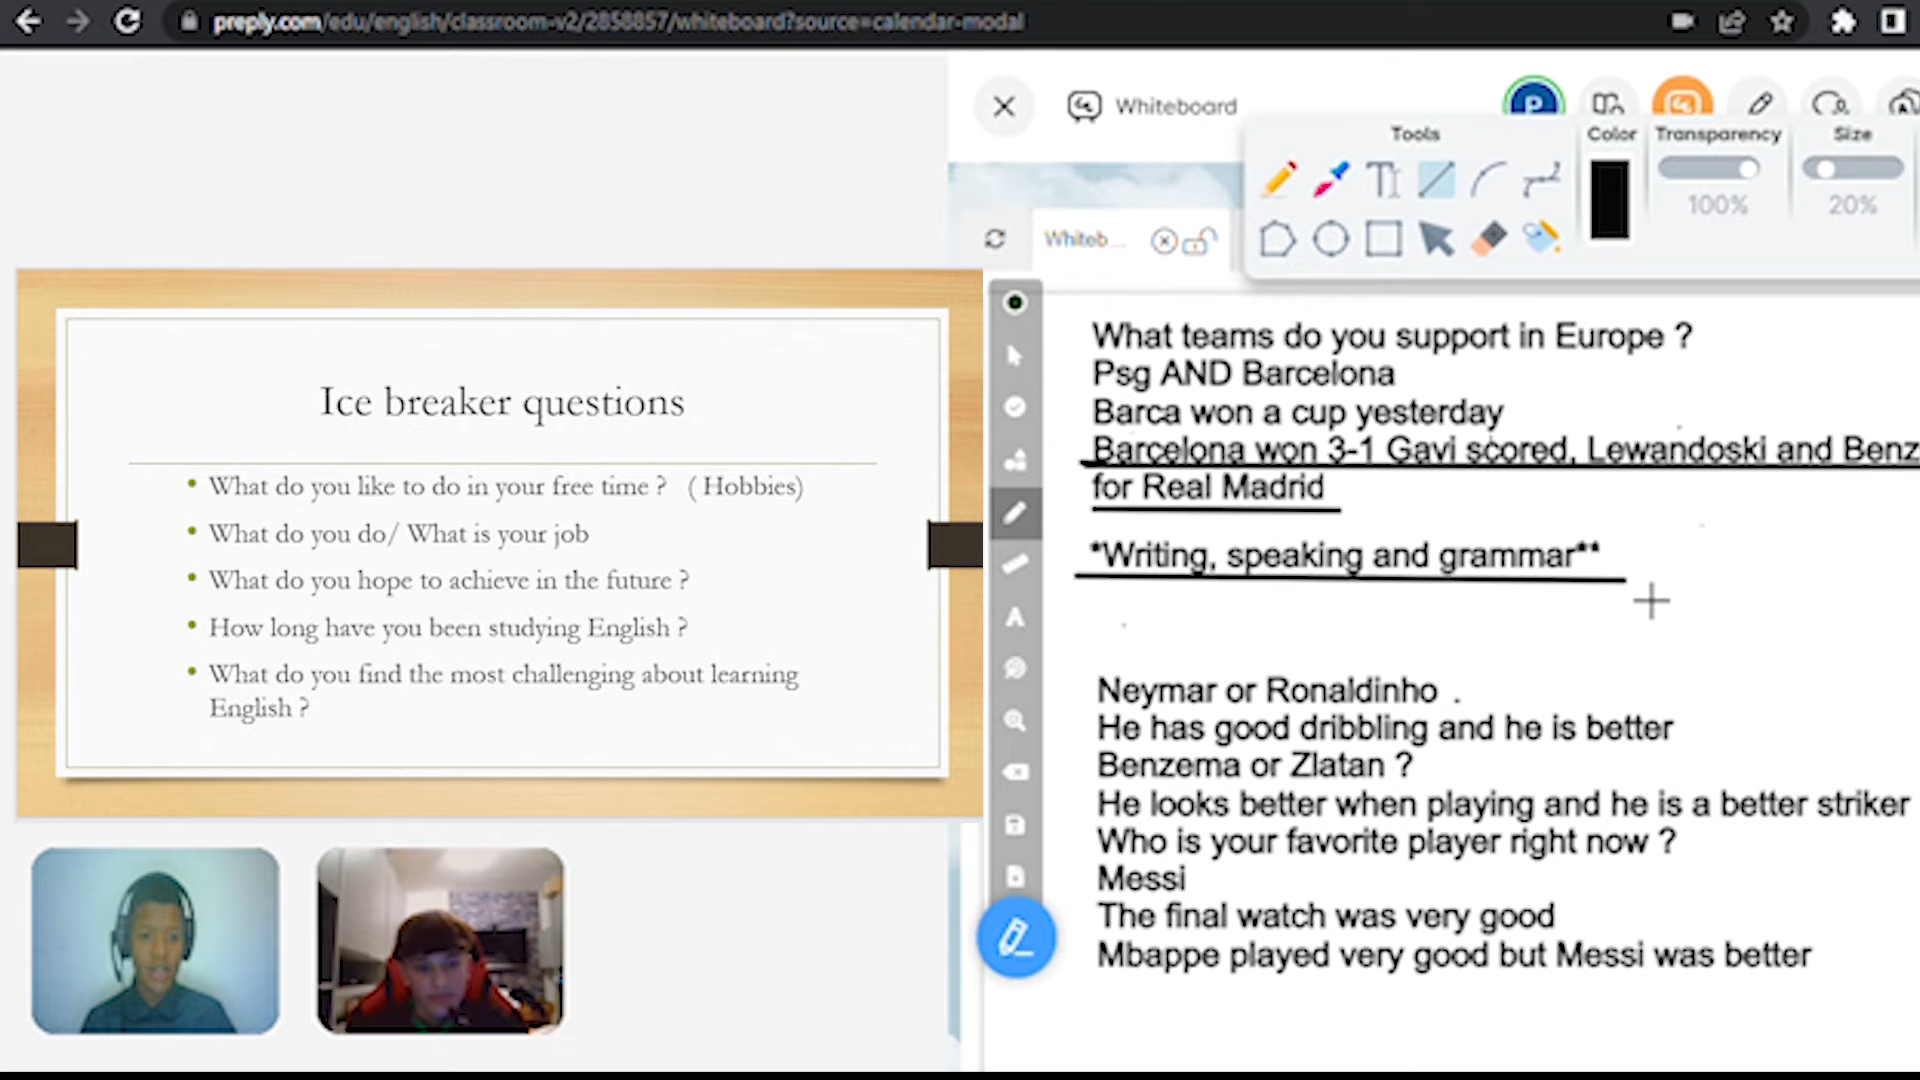 preply.com/edu/english/classroom-v2/2858857/whiteboard?source=calendar-modal
Whiteboard
P
Tools
Color
Transparency
Size
100%
20%
Whiteb...
Ice breaker questions
• What do you like to do in your free time ? ( Hobbies)
• What do you do/ What is your job
• What do you hope to achieve in the future ?
• How long have you been studying English ?
• What do you find the most challenging about learning
English ?
What teams do you support in Europe ?
Psg AND Barcelona
Barca won a cup yesterday
Barcelona won 3-1 Gavi scored, Lewandoski and Benz
for Real Madrid
*Writing, speaking and grammar**
Neymar or Ronaldinho .
He has good dribbling and he is better
Benzema or Zlatan ?
He looks better when playing and he is a better striker
Who is your favorite player right now ?
Messi
The final watch was very good
Mbappe played very good but Messi was better